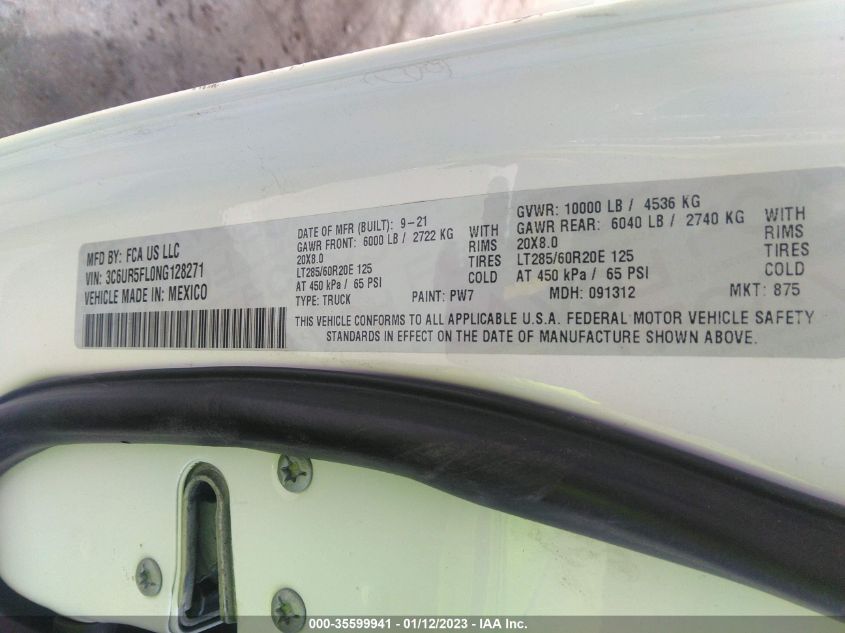 MFD BY: FCA US LLC
VIN: 3C6UR5FL0NG128271
VEHICLE MADE IN: MEXICO
DATE OF MFR (BUILT): 9-21
GAWR FRONT: 6000 LB / 2722 KG WITH
20X8.0 RIMS
LT285/60R20E 125 TIRES
AT 450 kPa / 65 PSI COLD
TYPE: TRUCK PAINT: PW7
GVWR: 10000 LB / 4536 KG
GAWR REAR: 6040 LB / 2740 KG WITH
20X8.0 RIMS
LT285/60R20E 125 TIRES
AT 450 kPa / 65 PSI COLD
MDH: 091312 MKT: 875
THIS VEHICLE CONFORMS TO ALL APPLICABLE U.S.A. FEDERAL MOTOR VEHICLE SAFETY
STANDARDS IN EFFECT ON THE DATE OF MANUFACTURE SHOWN ABOVE.
000-35599941 - 01/12/2023 - IAA Inc.